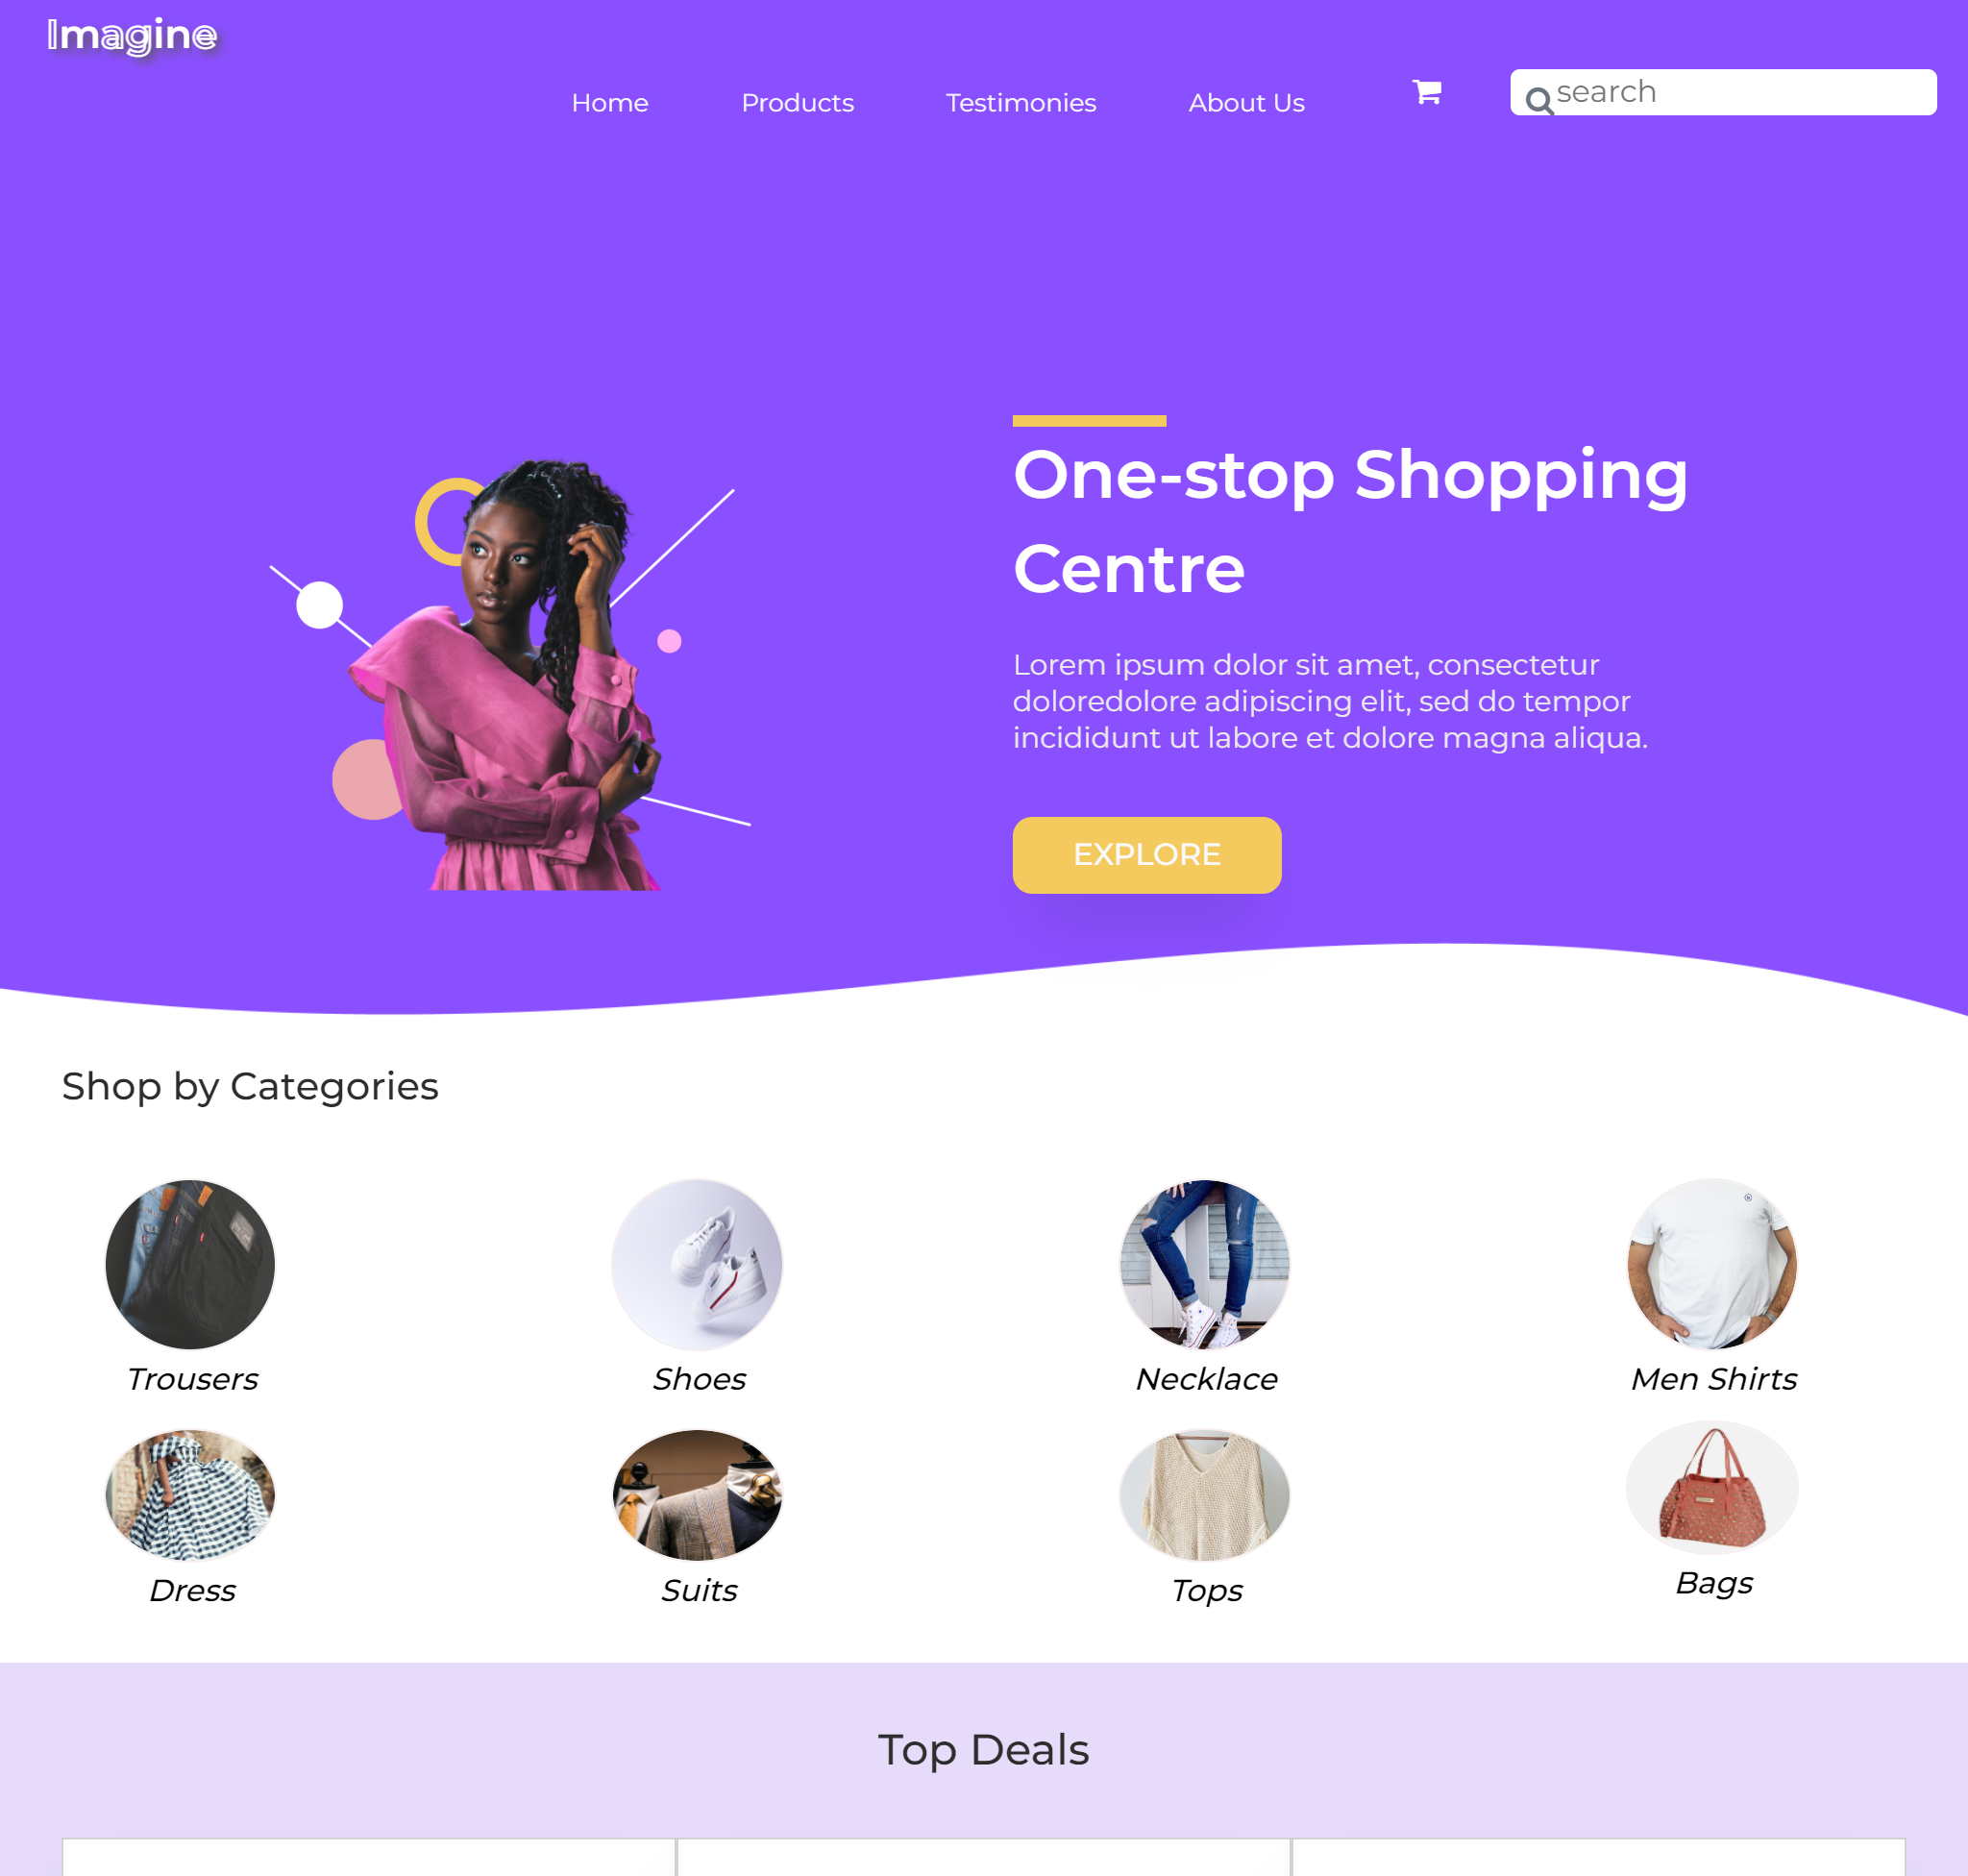 Imagine
Home Products Testimonies About Us search
One-stop Shopping
Centre
Lorem ipsum dolor sit amet, consectetur
doloredolore adipiscing elit, sed do tempor
incididunt ut labore et dolore magna aliqua.
EXPLORE
Shop by Categories
Trousers Shoes Necklace Men Shirts
Dress Suits Tops Bags
Top Deals